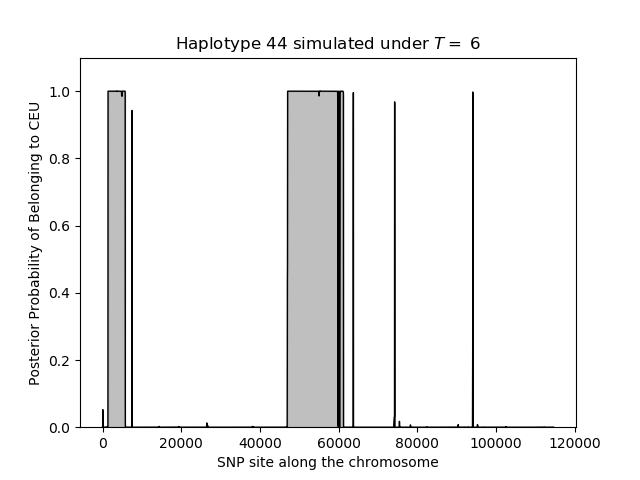 Haplotype 44 simulated under T = 6
Posterior Probability of Belonging to CEU
1.0
0.8
0.6
0.4
0.2
0.0
0 20000 40000 60000 80000 100000 120000
SNP site along the chromosome